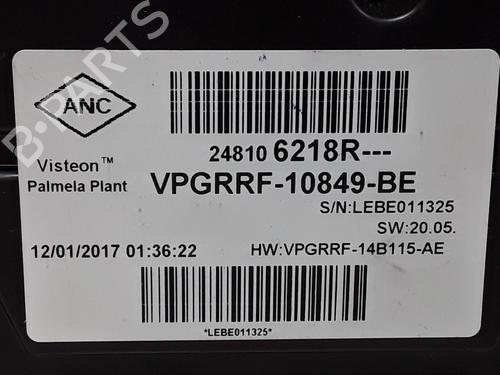 ANC
Visteon™
Palmela Plant
24810 6218R---
VPGRRF-10849-BE
S/N:LEBE011325
SW:20.05.
12/01/2017 01:36:22
HW:VPGRRF-14B115-AE
*LEBE011325*
B-PARTS